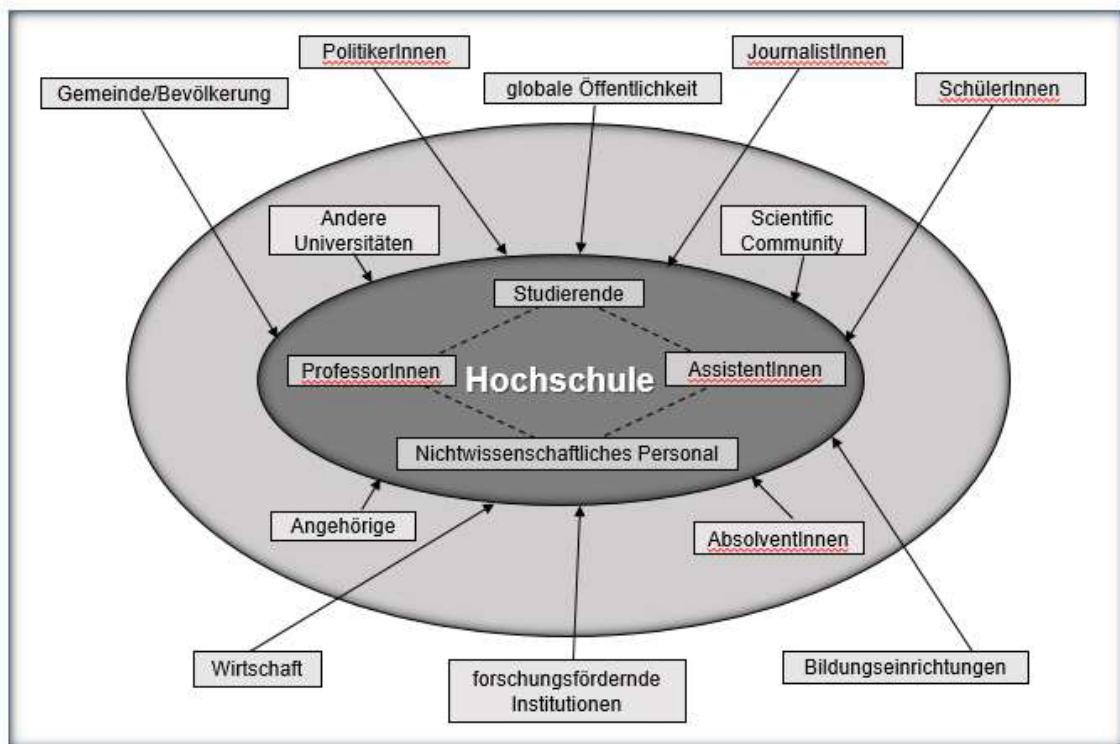 PolitikerInnen
JournalistInnen
Gemeinde/Bevölkerung
globale Öffentlichkeit
SchülerInnen
Andere
Universitäten
Scientific
Community
Studierende
ProfessorInnen
Hochschule
AssistentInnen
Nichtwissenschaftliches Personal
Angehörige
AbsolventInnen
Wirtschaft
forschungsfördernde
Institutionen
Bildungseinrichtungen